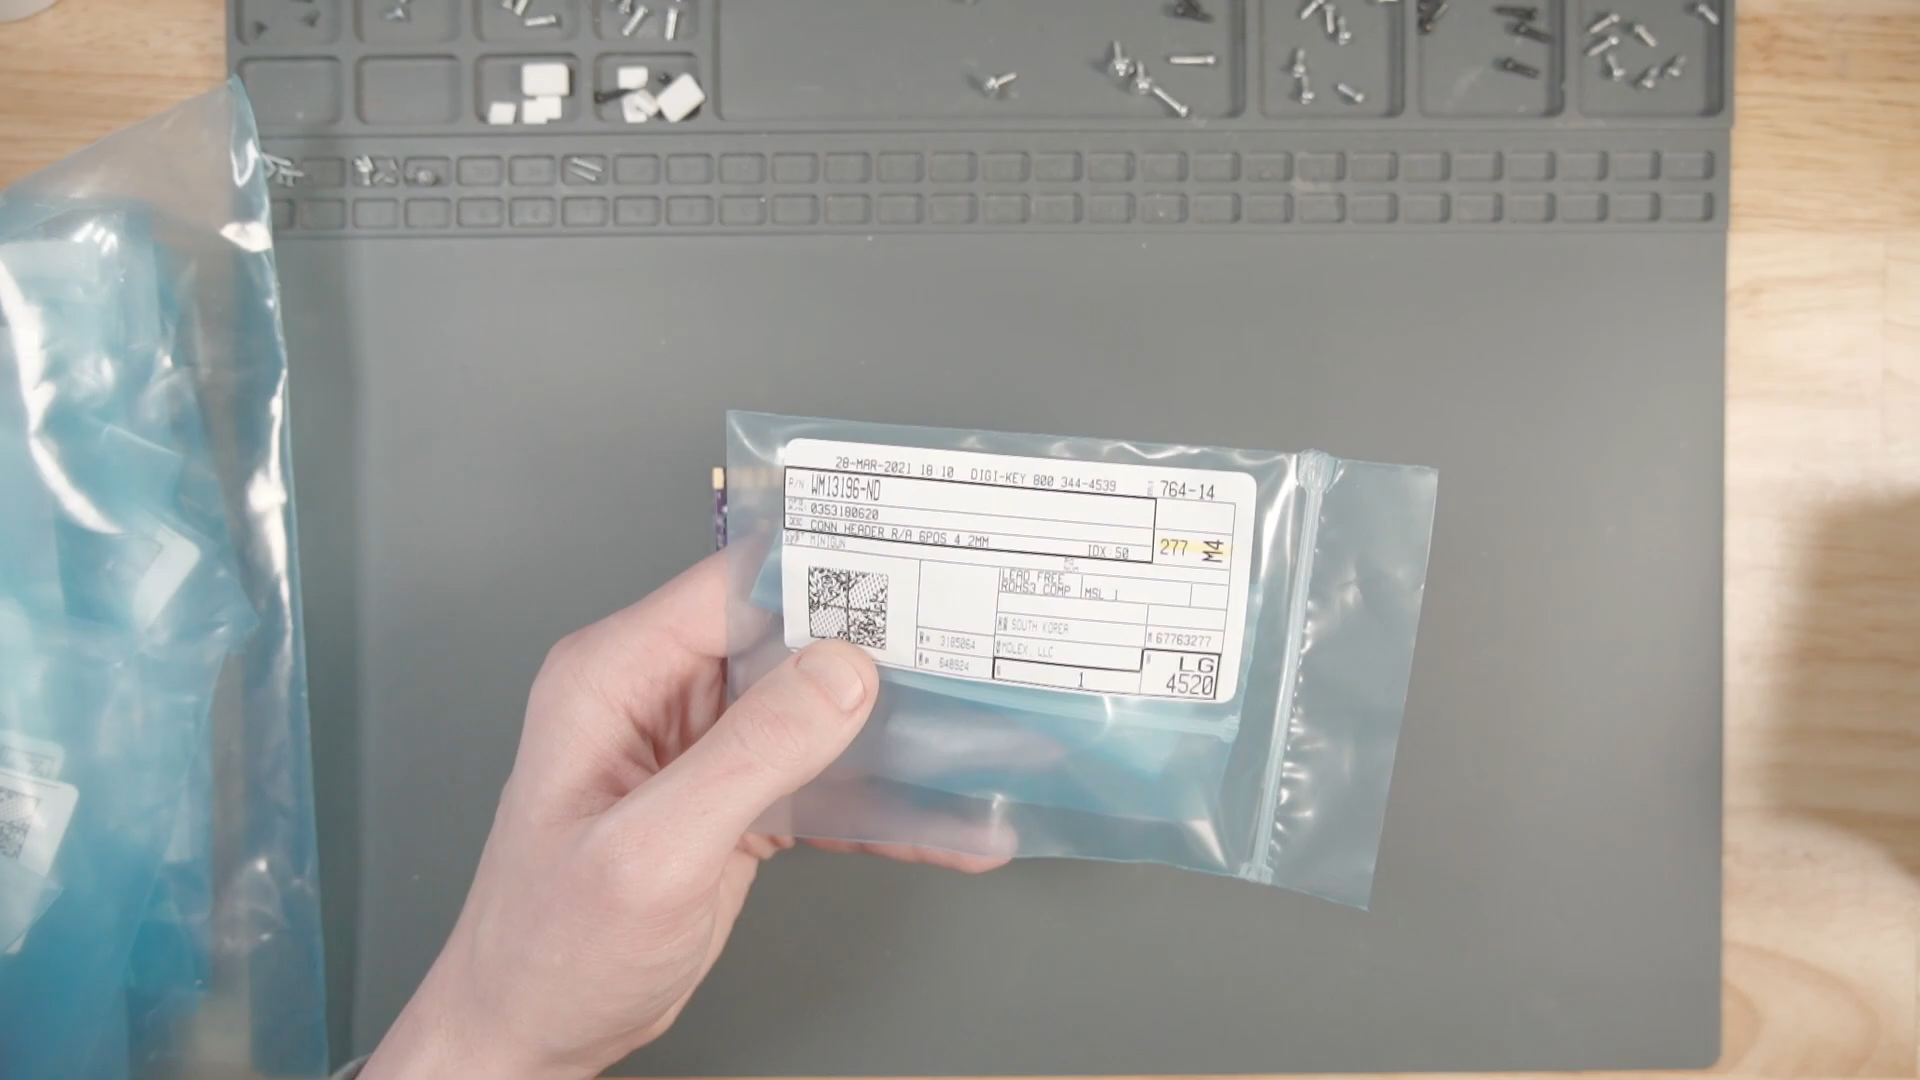 28-MAR-2021 18:10 DIGI-KEY 800 344-4539
764-14
P/N: WM13196-ND
0353180620
CONN HEADER R/A 6POS 4.2MM
IDX:50
277 M4
MINIGUN
LEAD FREE
ROHS3 COMP
MSL 1
SOUTH KOREA
67763277
3185064
MOLEX, LLC
648924
1
LG
4520